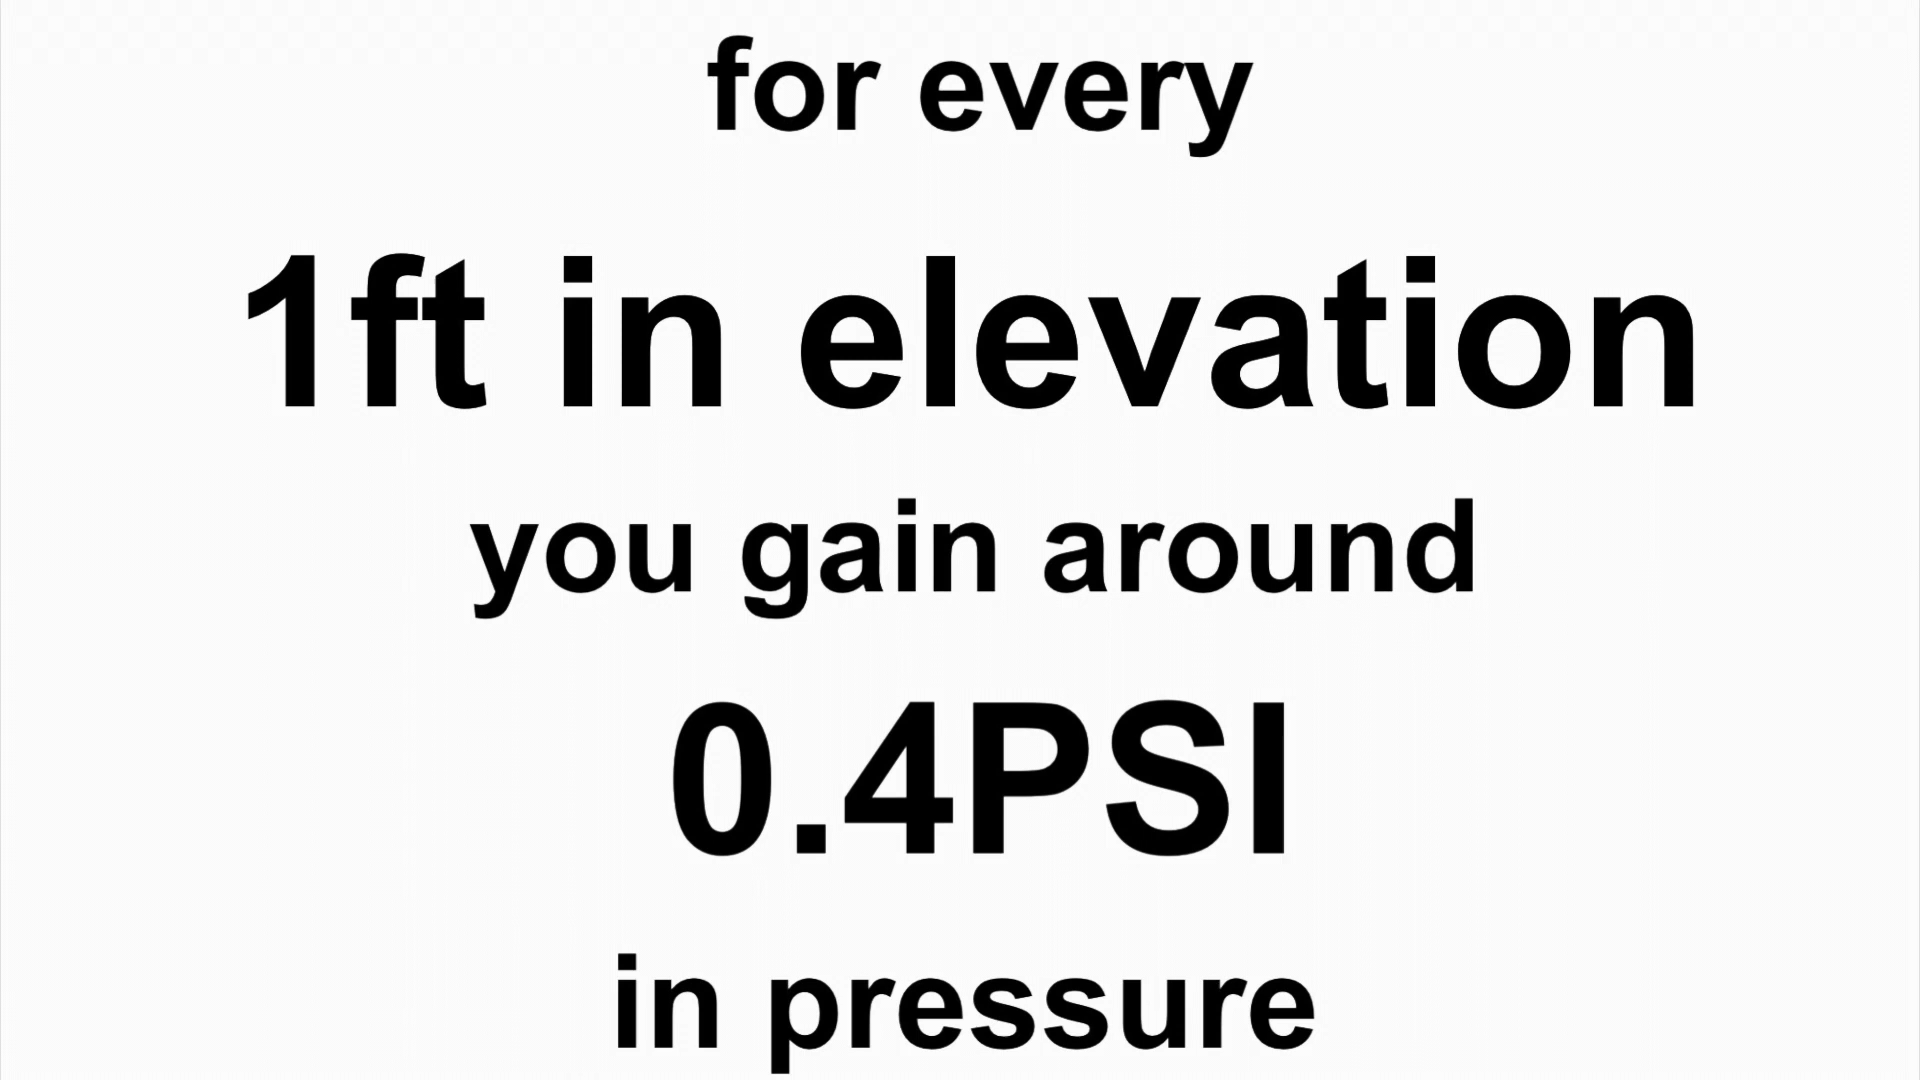 for every
1ft in elevation
you gain around
0.4PSI
in pressure